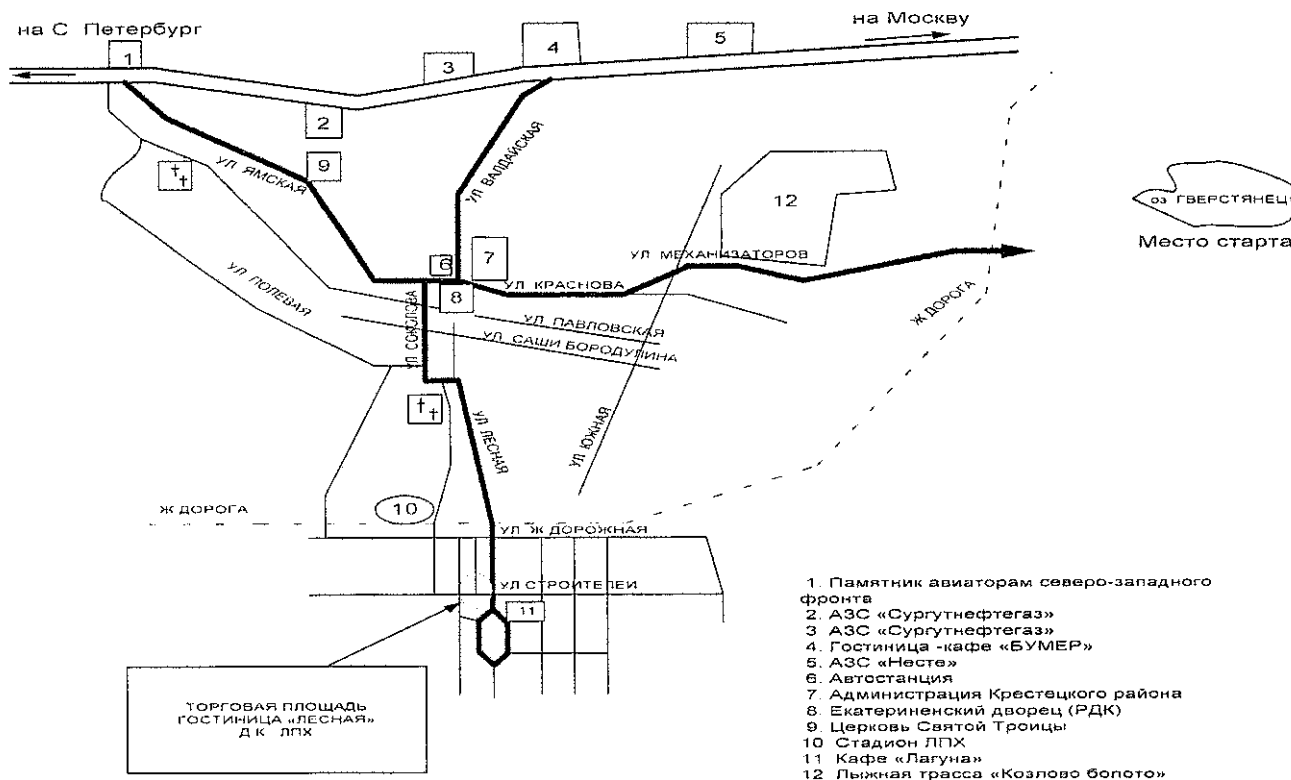 на С Петербург
на Москву
1
3
4
5
2
9
УЛ ЯМСКАЯ
УЛ ВАЛДАЙСКАЯ
12
оз ГВЕРСТЯНЕЦ
Место старта
УЛ МЕХАНИЗАТОРОВ
6
7
8
УЛ КРАСНОВА
УЛ ПОЛЕВАЯ
УЛ СОКОЛОВА
УЛ ПАВЛОВСКАЯ
УЛ САШИ БОРОДУЛИНА
Ж ДОРОГА
УЛ ЛЕСНАЯ
УЛ ЮЖНАЯ
Ж ДОРОГА
10
УЛ Ж ДОРОЖНАЯ
УЛ СТРОИТЕЛЕЙ
11
ТОРГОВАЯ ПЛОЩАДЬ
ГОСТИНИЦА «ЛЕСНАЯ»
Д К ЛПХ
1. Памятник авиаторам северо-западного
фронта
2. АЗС «Сургутнефтегаз»
3 АЗС «Сургутнефтегаз»
4. Гостиница -кафе «БУМЕР»
5. АЗС «Несте»
6. Автостанция
7. Администрация Крестецкого района
8. Екатериненский дворец (РДК)
9. Церковь Святой Троицы
10 Стадион ЛПХ
11 Кафе «Лагуна»
12 Лыжная трасса «Козлово болото»